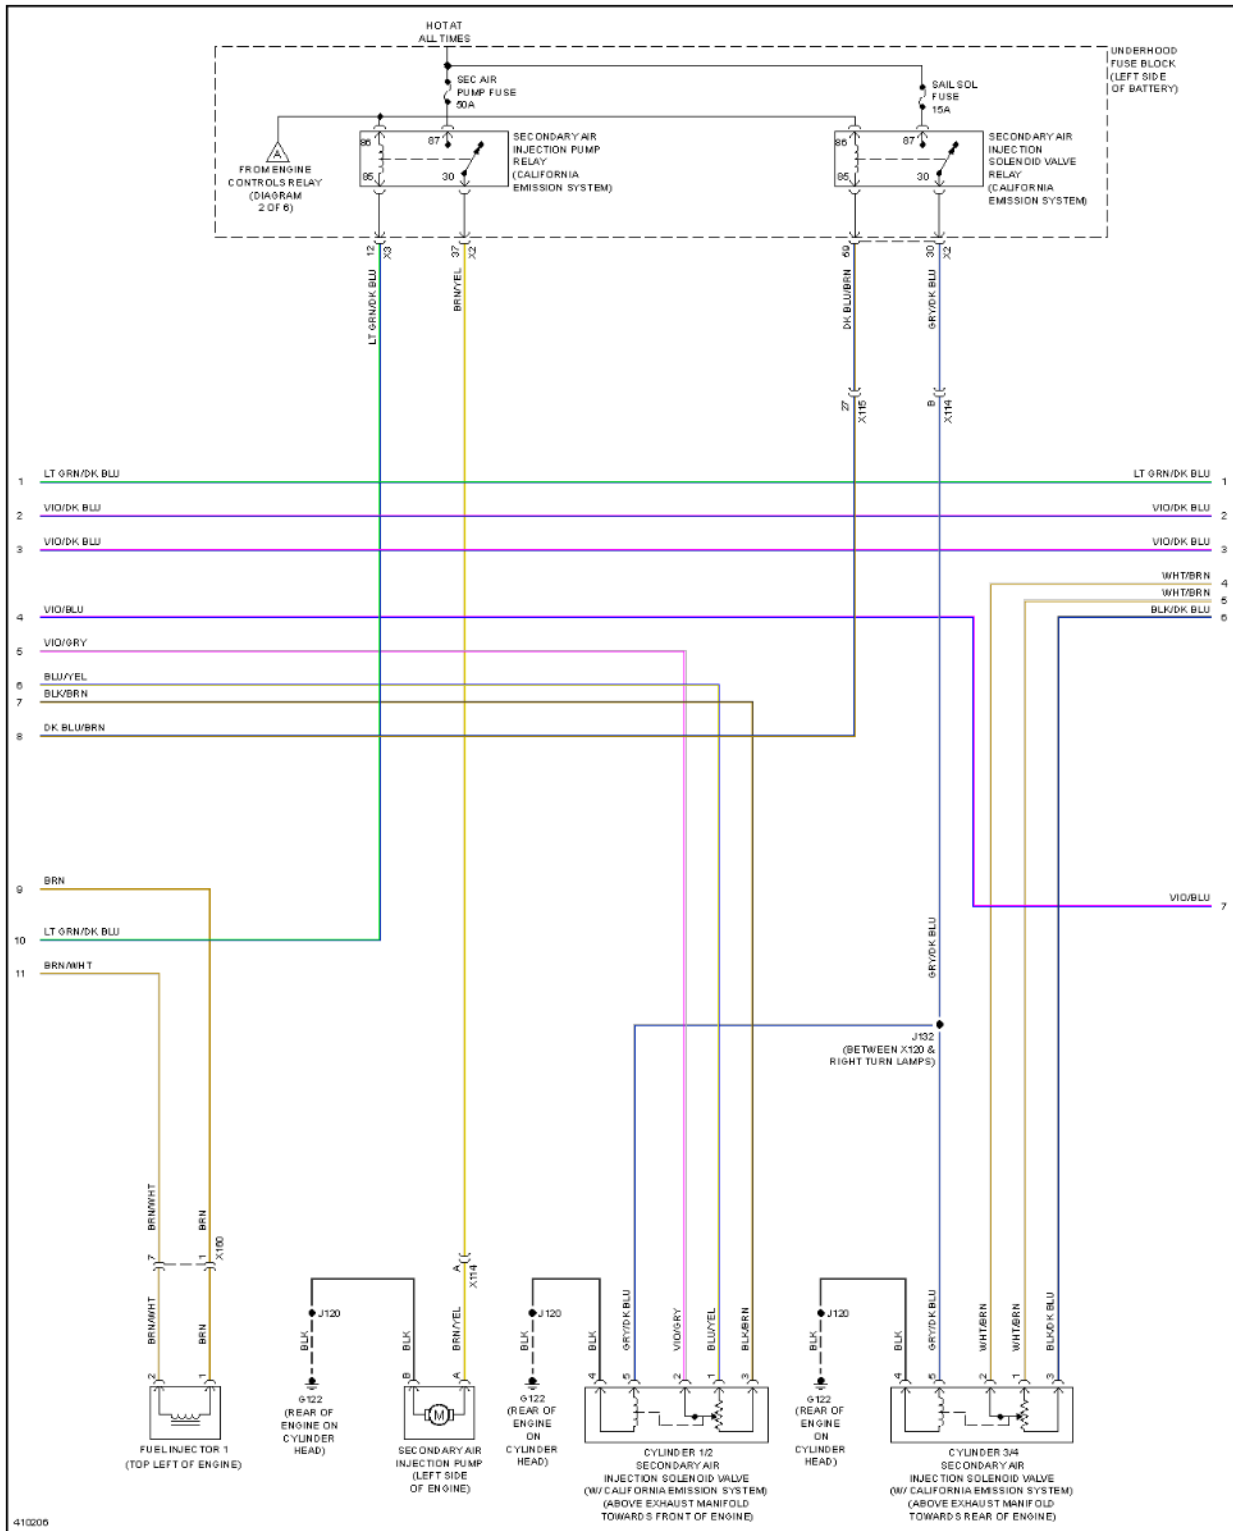 HOT AT
ALL TIMES
UNDERHOOD
FUSE BLOCK
(LEFT SIDE
OF BATTERY)
SEC AIR
PUMP FUSE
50A
SAIL SOL
FUSE
15A
86
87
85
30
SECONDARY AIR
INJECTION PUMP
RELAY
(CALIFORNIA
EMISSION SYSTEM)
86
87
85
30
SECONDARY AIR
INJECTION
SOLENOID VALVE
RELAY
(CALIFORNIA
EMISSION SYSTEM)
A
FROM ENGINE
CONTROLS RELAY
(DIAGRAM
2 OF 6)
12
X3
37
X2
69
30
X2
LT GRN/DK BLU
BRN/YEL
DK BLU/BRN
GRY/DK BLU
27
X115
B
X114
1 LT GRN/DK BLU
LT GRN/DK BLU 1
2 VIO/DK BLU
VIO/DK BLU 2
3 VIO/DK BLU
VIO/DK BLU 3
WHT/BRN 4
WHT/BRN 5
4 VIO/BLU
BLK/DK BLU 6
5 VIO/GRY
6 BLU/YEL
7 BLK/BRN
8 DK BLU/BRN
9 BRN
VIO/BLU 7
10 LT GRN/DK BLU
11 BRN/WHT
GRY/DK BLU
J132
(BETWEEN X120 &
RIGHT TURN LAMPS)
BRN/WHT
BRN
7
1
X160
A
X114
BRN/WHT
BRN
J120
BLK
BLK
BRN/YEL
J120
BLK
BLK
GRY/DK BLU
VIO/GRY
BLU/YEL
BLK/BRN
J120
BLK
BLK
GRY/DK BLU
WHT/BRN
WHT/BRN
BLK/DK BLU
2
1
B
A
4
5
2
1
3
4
5
2
1
3
M
FUEL INJECTOR 1
(TOP LEFT OF ENGINE)
G122
(REAR OF
ENGINE ON
CYLINDER
HEAD)
SECONDARY AIR
INJECTION PUMP
(LEFT SIDE
OF ENGINE)
G122
(REAR OF
ENGINE
ON
CYLINDER
HEAD)
CYLINDER 1/2
SECONDARY AIR
INJECTION SOLENOID VALVE
(W/ CALIFORNIA EMISSION SYSTEM)
(ABOVE EXHAUST MANIFOLD
TOWARDS FRONT OF ENGINE)
G122
(REAR OF
ENGINE
ON
CYLINDER
HEAD)
CYLINDER 3/4
SECONDARY AIR
INJECTION SOLENOID VALVE
(W/ CALIFORNIA EMISSION SYSTEM)
(ABOVE EXHAUST MANIFOLD
TOWARDS REAR OF ENGINE)
410206